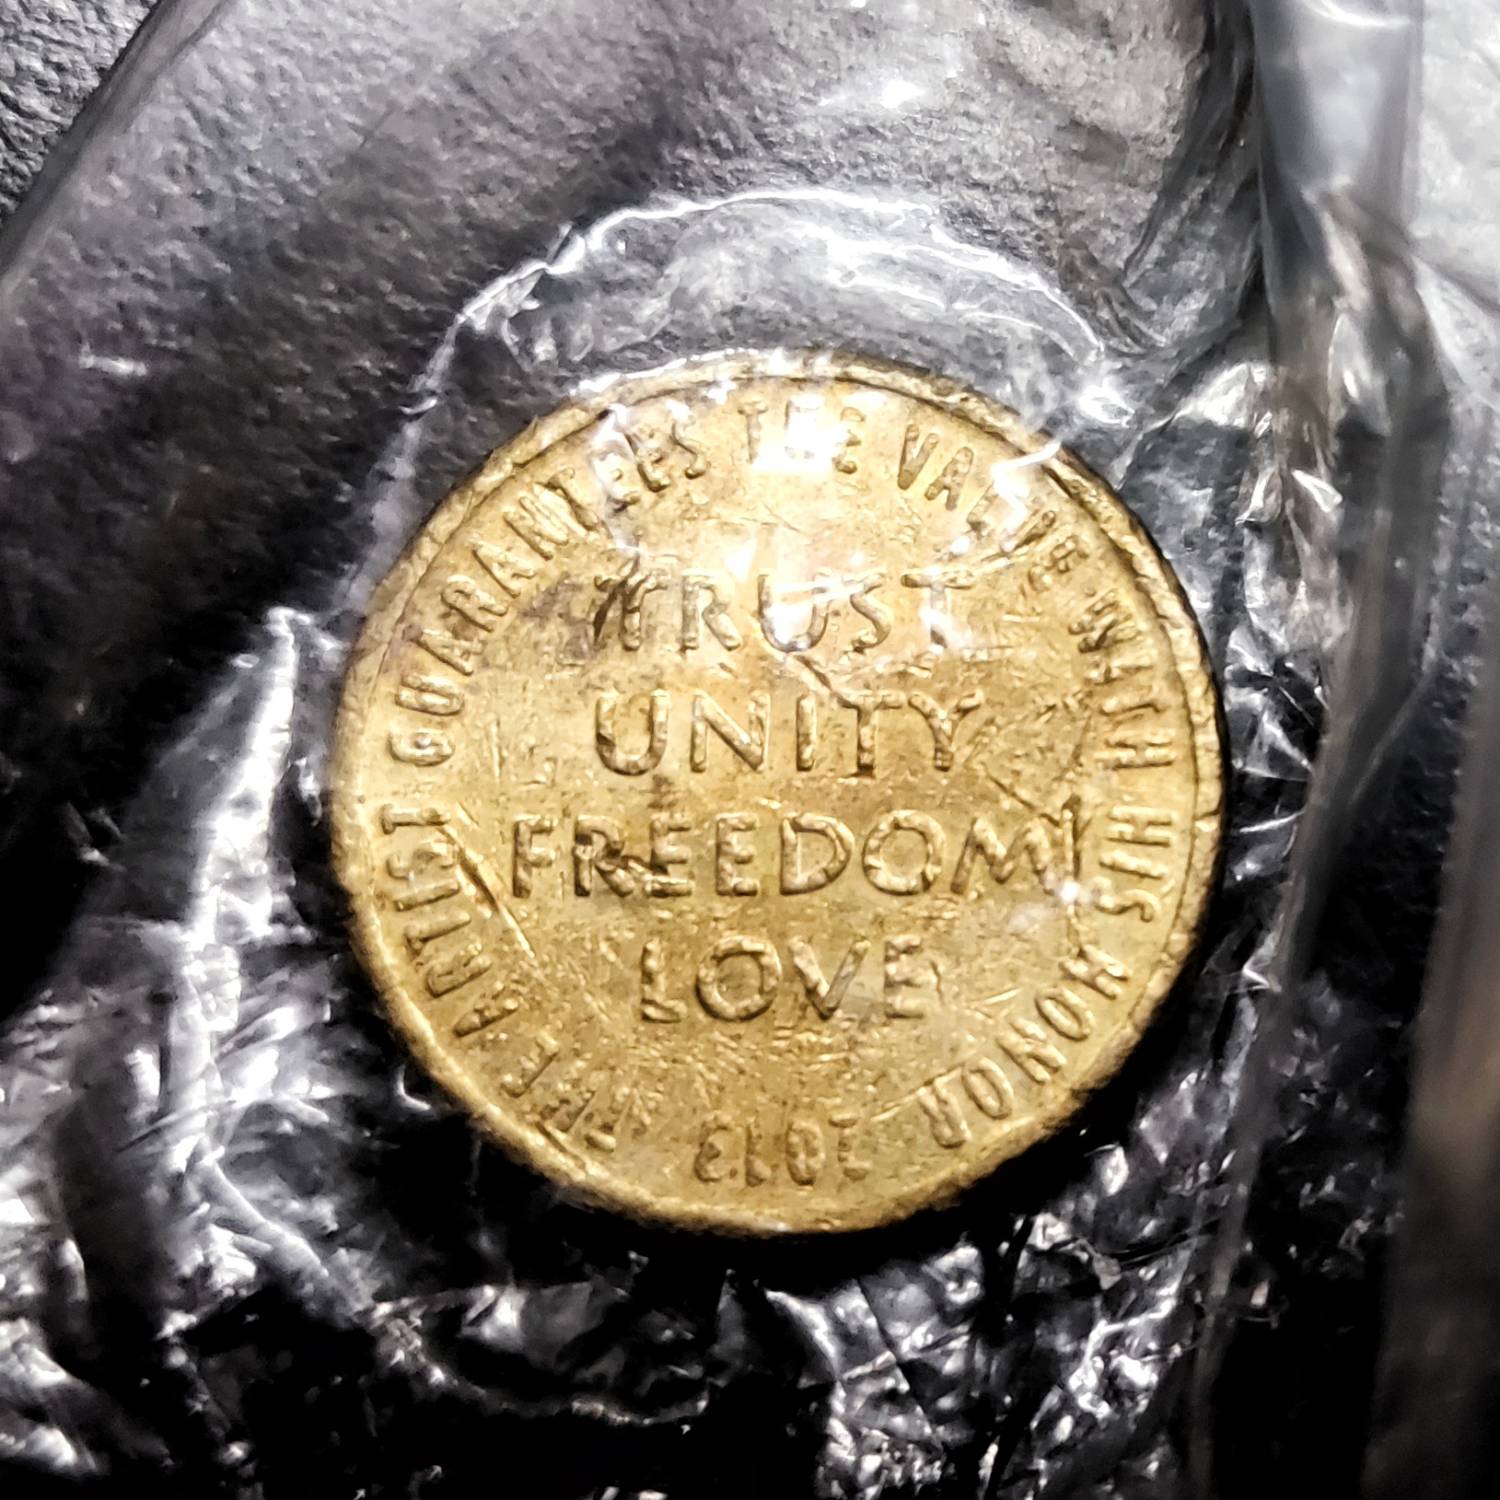 THE ARTIST GUARANTEES THE VALUE WITH HIS HONOR
TRUST
UNITY
FREEDOM
LOVE
2013